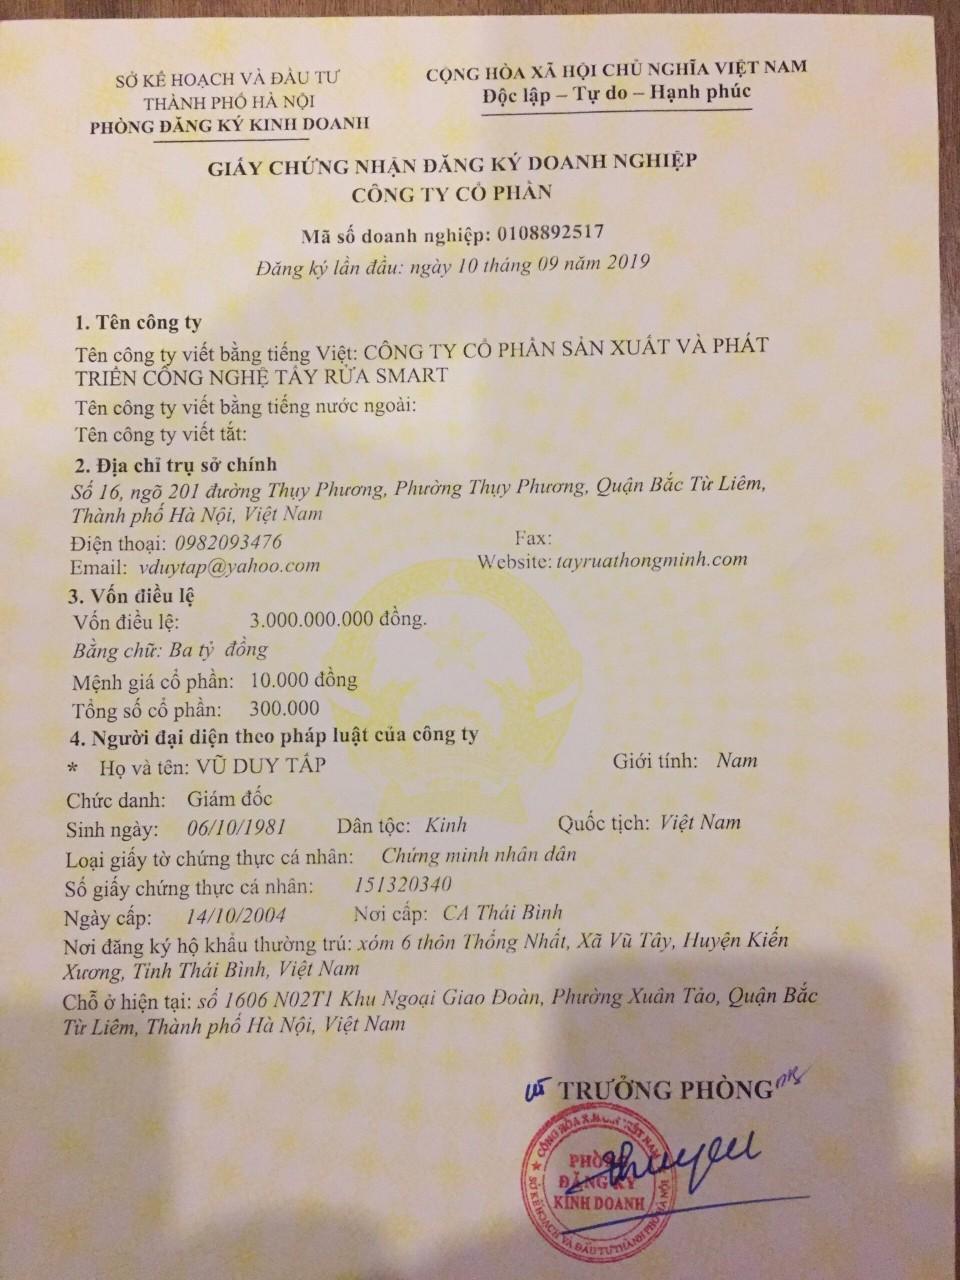 SỞ KẾ HOẠCH VÀ ĐẦU TƯ
THÀNH PHỐ HÀ NỘI
PHÒNG ĐĂNG KÝ KINH DOANH
CỘNG HÒA XÃ HỘI CHỦ NGHĨA VIỆT NAM
Độc lập – Tự do – Hạnh phúc
GIẤY CHỨNG NHẬN ĐĂNG KÝ DOANH NGHIỆP
CÔNG TY CỔ PHẦN
Mã số doanh nghiệp: 0108892517
Đăng ký lần đầu: ngày 10 tháng 09 năm 2019
1. Tên công ty
Tên công ty viết bằng tiếng Việt: CÔNG TY CỔ PHẦN SẢN XUẤT VÀ PHÁT
TRIỂN CÔNG NGHỆ TẨY RỬA SMART
Tên công ty viết bằng tiếng nước ngoài:
Tên công ty viết tắt:
2. Địa chỉ trụ sở chính
Số 16, ngõ 201 đường Thụy Phương, Phường Thụy Phương, Quận Bắc Từ Liêm,
Thành phố Hà Nội, Việt Nam
Điện thoại: 0982093476 Fax:
Email: vduytap@yahoo.com Website: tayruathongminh.com
3. Vốn điều lệ
Vốn điều lệ: 3.000.000.000 đồng.
Bằng chữ: Ba tỷ đồng
Mệnh giá cổ phần: 10.000 đồng
Tổng số cổ phần: 300.000
4. Người đại diện theo pháp luật của công ty
* Họ và tên: VŨ DUY TẤP Giới tính: Nam
Chức danh: Giám đốc
Sinh ngày: 06/10/1981 Dân tộc: Kinh Quốc tịch: Việt Nam
Loại giấy tờ chứng thực cá nhân: Chứng minh nhân dân
Số giấy chứng thực cá nhân: 151320340
Ngày cấp: 14/10/2004 Nơi cấp: CA Thái Bình
Nơi đăng ký hộ khẩu thường trú: xóm 6 thôn Thống Nhất, Xã Vũ Tây, Huyện Kiến
Xương, Tỉnh Thái Bình, Việt Nam
Chỗ ở hiện tại: số 1606 N02T1 Khu Ngoại Giao Đoàn, Phường Xuân Tảo, Quận Bắc
Từ Liêm, Thành phố Hà Nội, Việt Nam
TRƯỞNG PHÒNG
CỘNG HÒA X.H.C.N VIỆT NAM
PHÒNG
ĐĂNG KÝ
KINH DOANH
SỞ KẾ HOẠCH VÀ ĐẦU TƯ THÀNH PHỐ HÀ NỘI